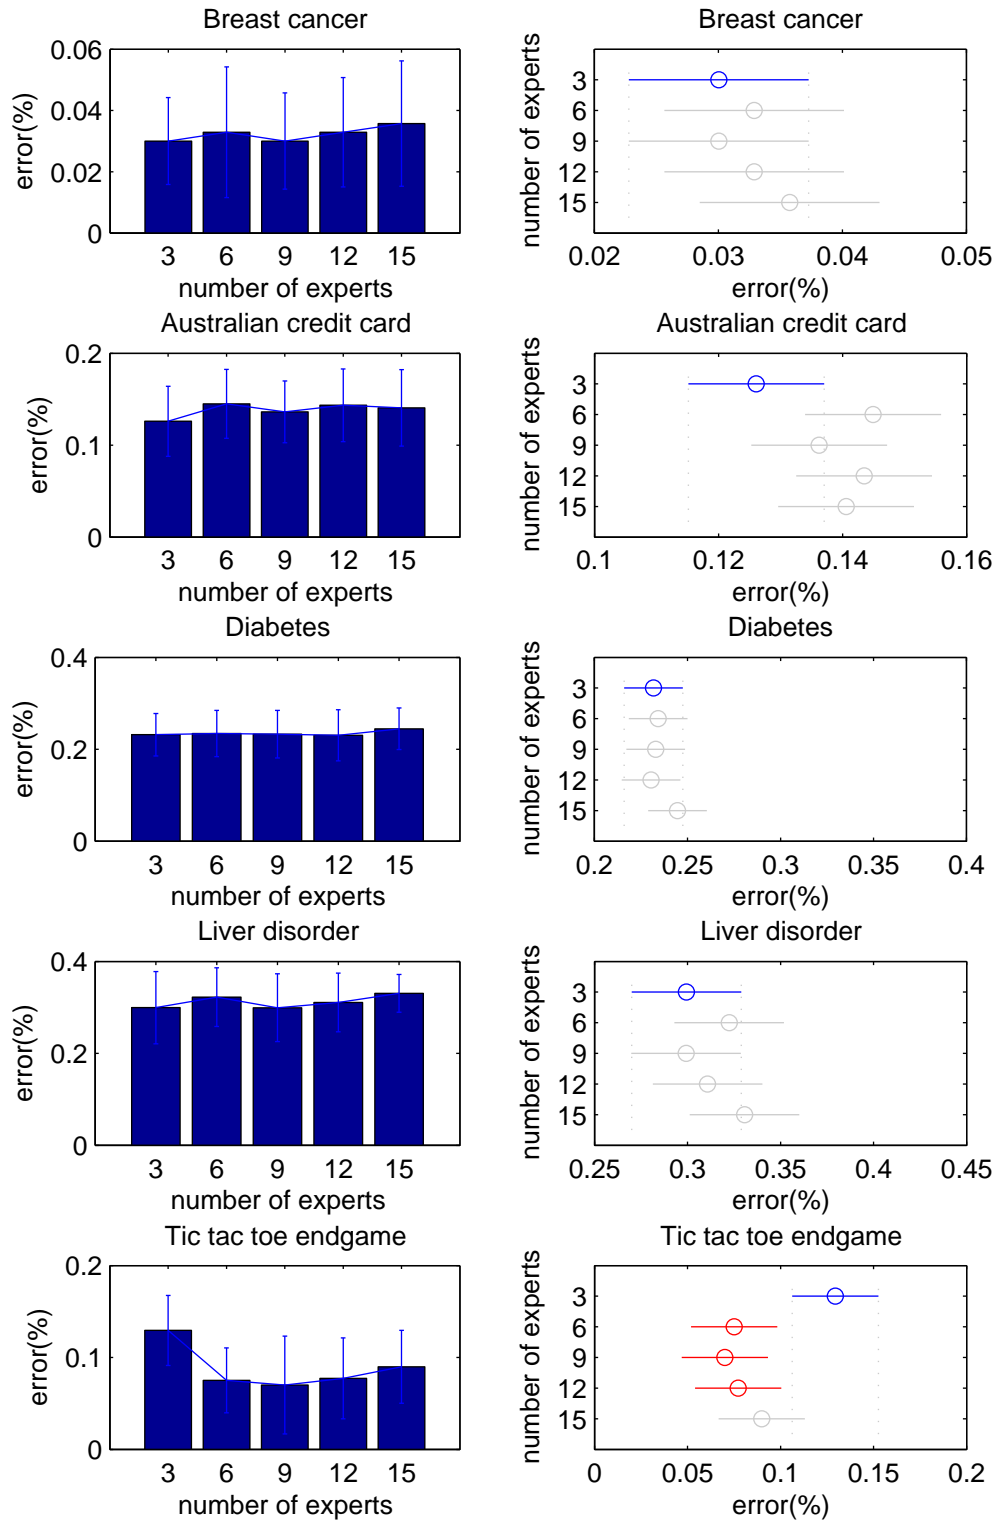 Breast cancer
error(%)
0.06
0.04
0.02
0
3 6 9 12 15
number of experts
Breast cancer
number of experts
3
6
9
12
15
0.02 0.03 0.04 0.05
error(%)
Australian credit card
error(%)
0.2
0.1
0
3 6 9 12 15
number of experts
Australian credit card
number of experts
3
6
9
12
15
0.1 0.12 0.14 0.16
error(%)
Diabetes
error(%)
0.4
0.2
0
3 6 9 12 15
number of experts
Diabetes
number of experts
3
6
9
12
15
0.2 0.25 0.3 0.35 0.4
error(%)
Liver disorder
error(%)
0.4
0.2
0
3 6 9 12 15
number of experts
Liver disorder
number of experts
3
6
9
12
15
0.25 0.3 0.35 0.4 0.45
error(%)
Tic tac toe endgame
error(%)
0.2
0.1
0
3 6 9 12 15
number of experts
Tic tac toe endgame
number of experts
3
6
9
12
15
0 0.05 0.1 0.15 0.2
error(%)